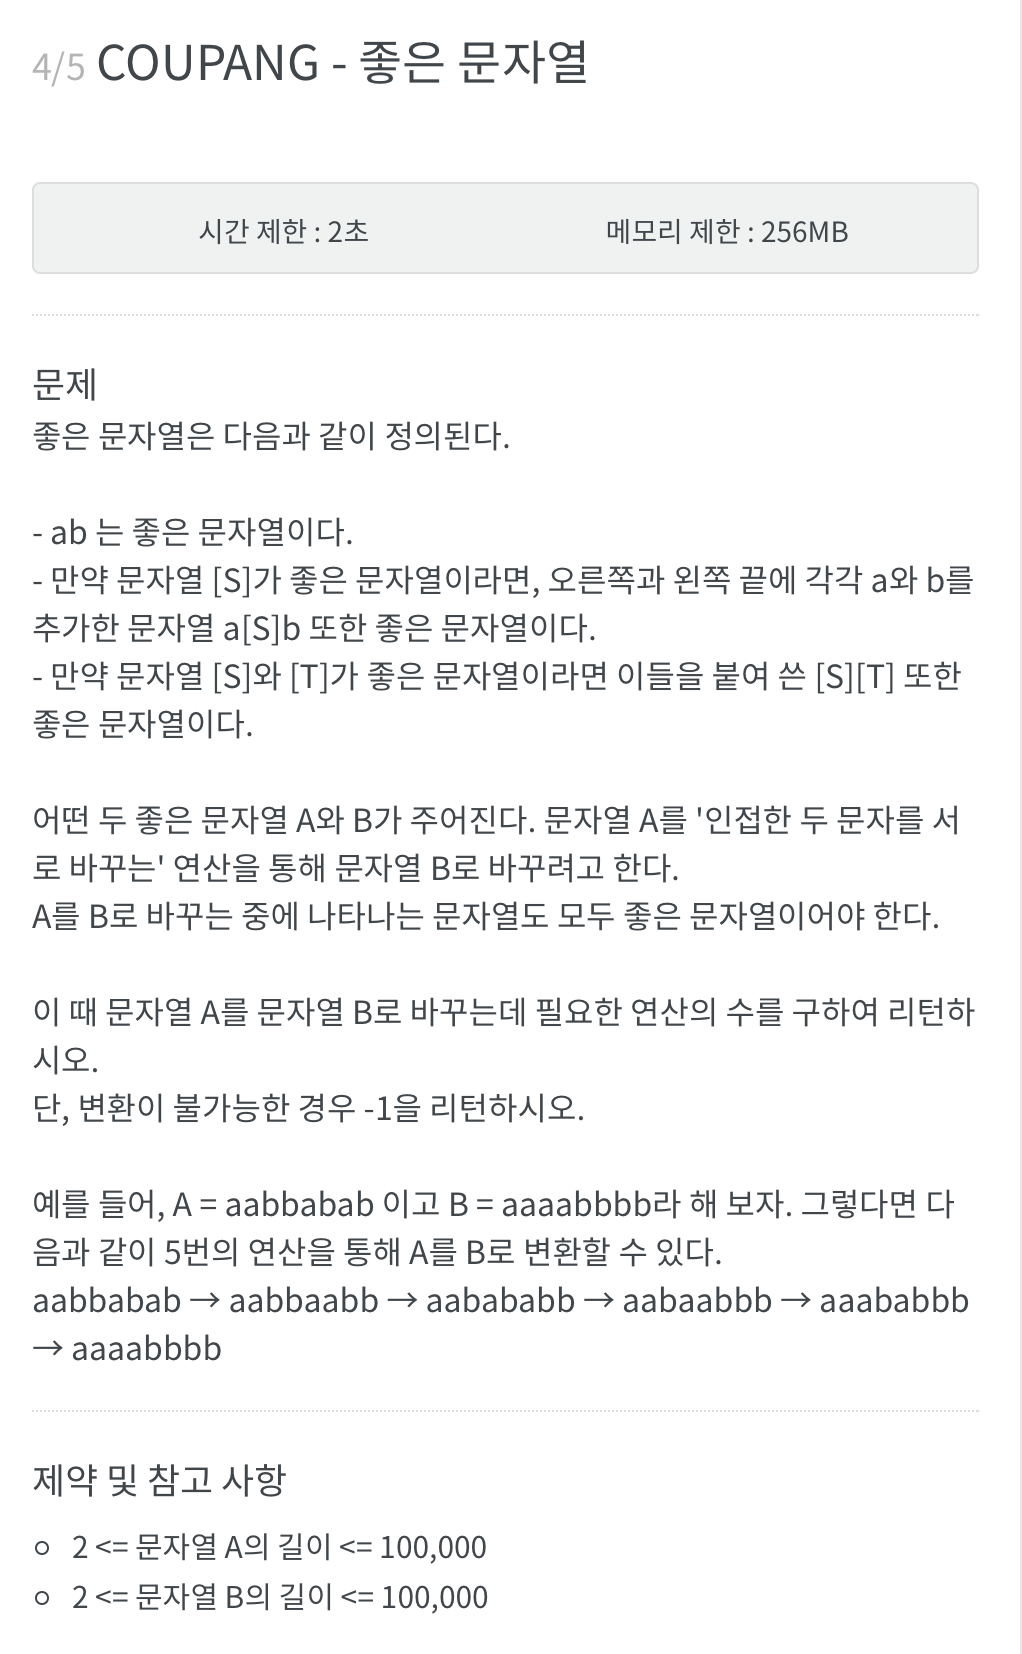 4/5 COUPANG - 좋은 문자열
시간 제한 : 2초
메모리 제한 : 256MB
문제
좋은 문자열은 다음과 같이 정의된다.
- ab 는 좋은 문자열이다.
- 만약 문자열 [S]가 좋은 문자열이라면, 오른쪽과 왼쪽 끝에 각각 a와 b를
추가한 문자열 a[S]b 또한 좋은 문자열이다.
- 만약 문자열 [S]와 [T]가 좋은 문자열이라면 이들을 붙여 쓴 [S][T] 또한
좋은 문자열이다.
어떤 두 좋은 문자열 A와 B가 주어진다. 문자열 A를 '인접한 두 문자를 서
로 바꾸는' 연산을 통해 문자열 B로 바꾸려고 한다.
A를 B로 바꾸는 중에 나타나는 문자열도 모두 좋은 문자열이어야 한다.
이 때 문자열 A를 문자열 B로 바꾸는데 필요한 연산의 수를 구하여 리턴하
시오.
단, 변환이 불가능한 경우 -1을 리턴하시오.
예를 들어, A = aabbabab 이고 B = aaaabbbb라 해 보자. 그렇다면 다
음과 같이 5번의 연산을 통해 A를 B로 변환할 수 있다.
aabbabab → aabbaabb → aabababb → aabaabbb → aaababbb
→ aaaabbbb
제약 및 참고 사항
2 <= 문자열 A의 길이 <= 100,000
2 <= 문자열 B의 길이 <= 100,000